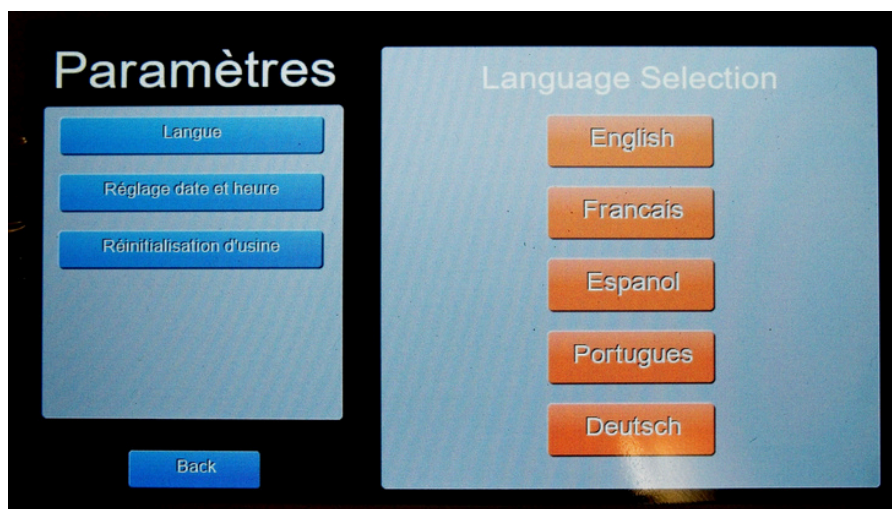 Paramètres
Langue
Réglage date et heure
Réinitialisation d'usine
Back
Language Selection
English
Francais
Espanol
Portugues
Deutsch